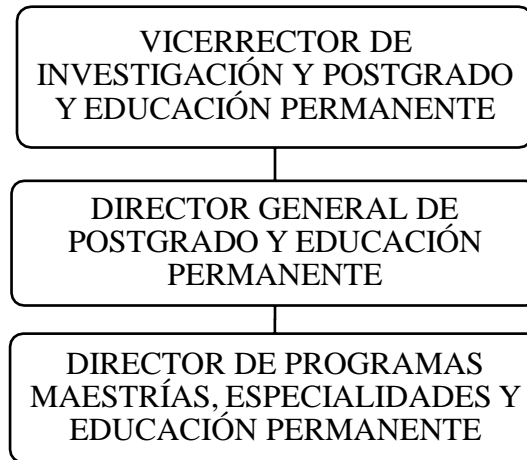 VICERRECTOR DE
INVESTIGACIÓN Y POSTGRADO
Y EDUCACIÓN PERMANENTE
DIRECTOR GENERAL DE
POSTGRADO Y EDUCACIÓN
PERMANENTE
DIRECTOR DE PROGRAMAS
MAESTRÍAS, ESPECIALIDADES Y
EDUCACIÓN PERMANENTE